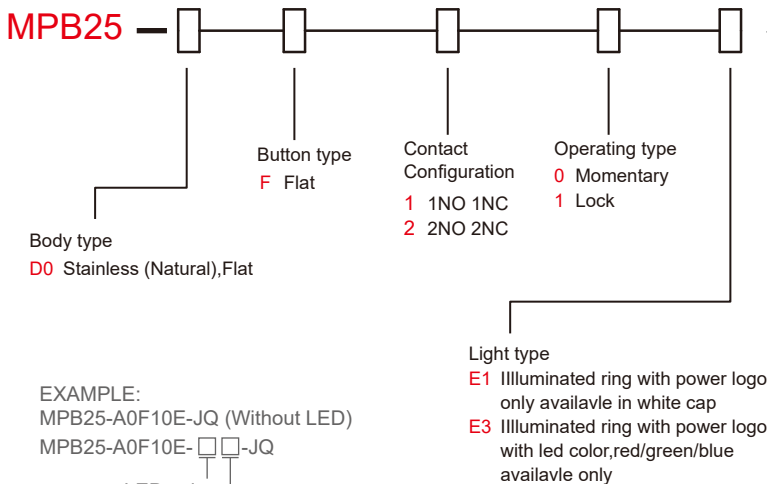 MPB25
Button type
F Flat
Contact
Configuration
1 1NO 1NC
2 2NO 2NC
Operating type
0 Momentary
1 Lock
Body type
D0 Stainless (Natural),Flat
Light type
E1 IIIluminated ring with power logo
only availavle in white cap
E3 IIIluminated ring with power logo
with led color,red/green/blue
availavle only
EXAMPLE:
MPB25-A0F10E-JQ (Without LED)
MPB25-A0F10E-□□-JQ